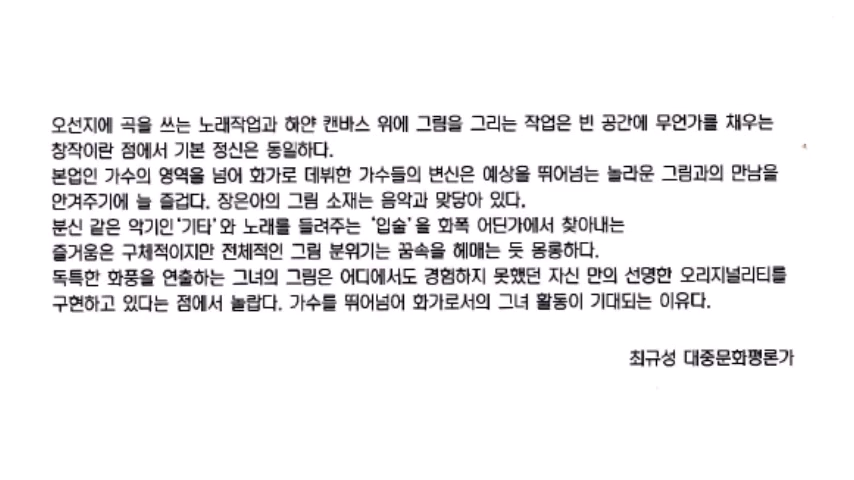 오선지에 곡을 쓰는 노래작업과 하얀 캔바스 위에 그림을 그리는 작업은 빈 공간에 무언가를 채우는
창작이란 점에서 기본 정신은 동일하다.
본업인 가수의 영역을 넘어 화가로 데뷔한 가수들의 변신은 예상을 뛰어넘는 놀라운 그림과의 만남을
안겨주기에 늘 즐겁다. 장은아의 그림 소재는 음악과 맞닿아 있다.
분신 같은 악기인 '기타'와 노래를 들려주는 '입술'을 화폭 어딘가에서 찾아내는
즐거움은 구체적이지만 전체적인 그림 분위기는 꿈속을 헤매는 듯 몽롱하다.
독특한 화풍을 연출하는 그녀의 그림은 어디에서도 경험하지 못했던 자신 만의 선명한 오리지널리티를
구현하고 있다는 점에서 놀랍다. 가수를 뛰어넘어 화가로서의 그녀 활동이 기대되는 이유다.
최규성 대중문화평론가